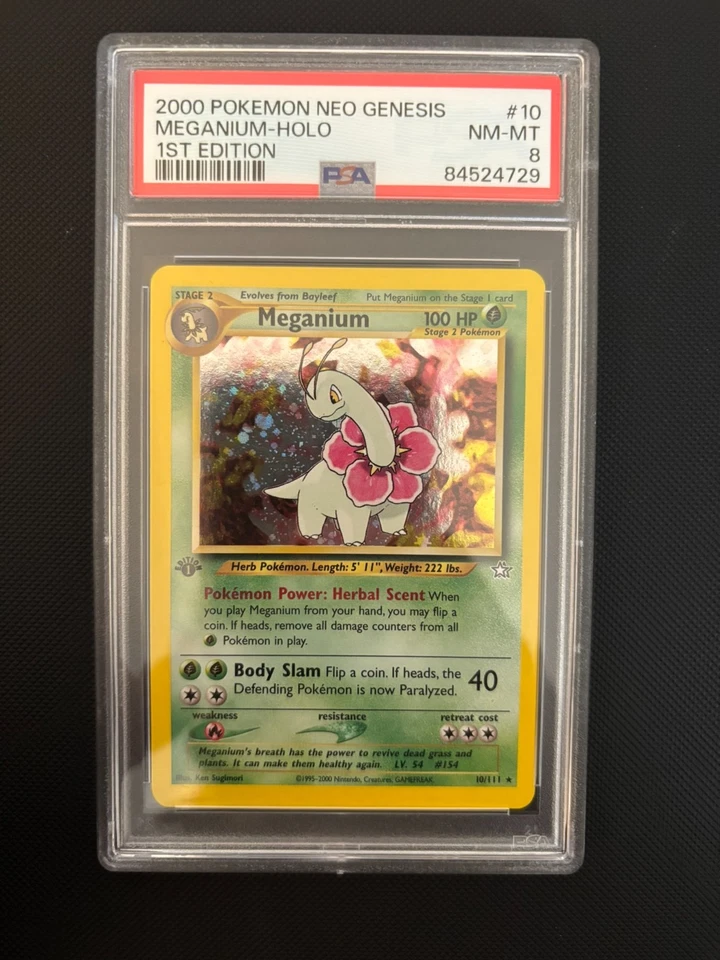 2000 POKEMON NEO GENESIS #10
MEGANIUM-HOLO NM-MT
1ST EDITION 8
PSA 84524729
STAGE 2 Evolves from Bayleef Put Meganium on the Stage 1 card
Meganium 100 HP
Stage 2 Pokémon
EDITION 1
Herb Pokémon. Length: 5' 11", Weight: 222 lbs.
Pokémon Power: Herbal Scent When
you play Meganium from your hand, you may flip a
coin. If heads, remove all damage counters from all
Pokémon in play.
Body Slam Flip a coin. If heads, the 40
Defending Pokémon is now Paralyzed.
weakness resistance retreat cost
Meganium's breath has the power to revive dead grass and
plants. It can make them healthy again. LV. 54 #154
Illus. Ken Sugimori ©1995-2000 Nintendo, Creatures, GAMEFREAK. 10/111 ★